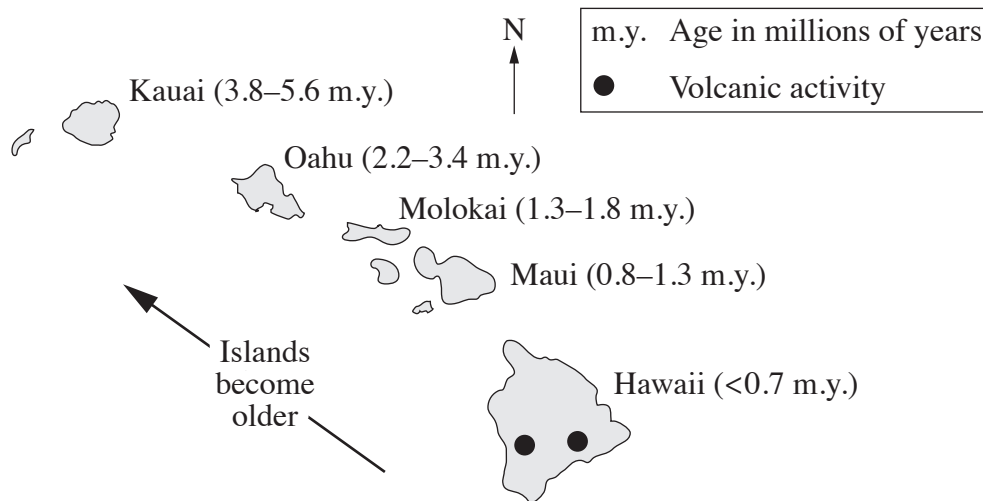 N
m.y. Age in millions of years
Volcanic activity
Kauai (3.8–5.6 m.y.)
Oahu (2.2–3.4 m.y.)
Molokai (1.3–1.8 m.y.)
Maui (0.8–1.3 m.y.)
Islands
become
older
Hawaii (<0.7 m.y.)